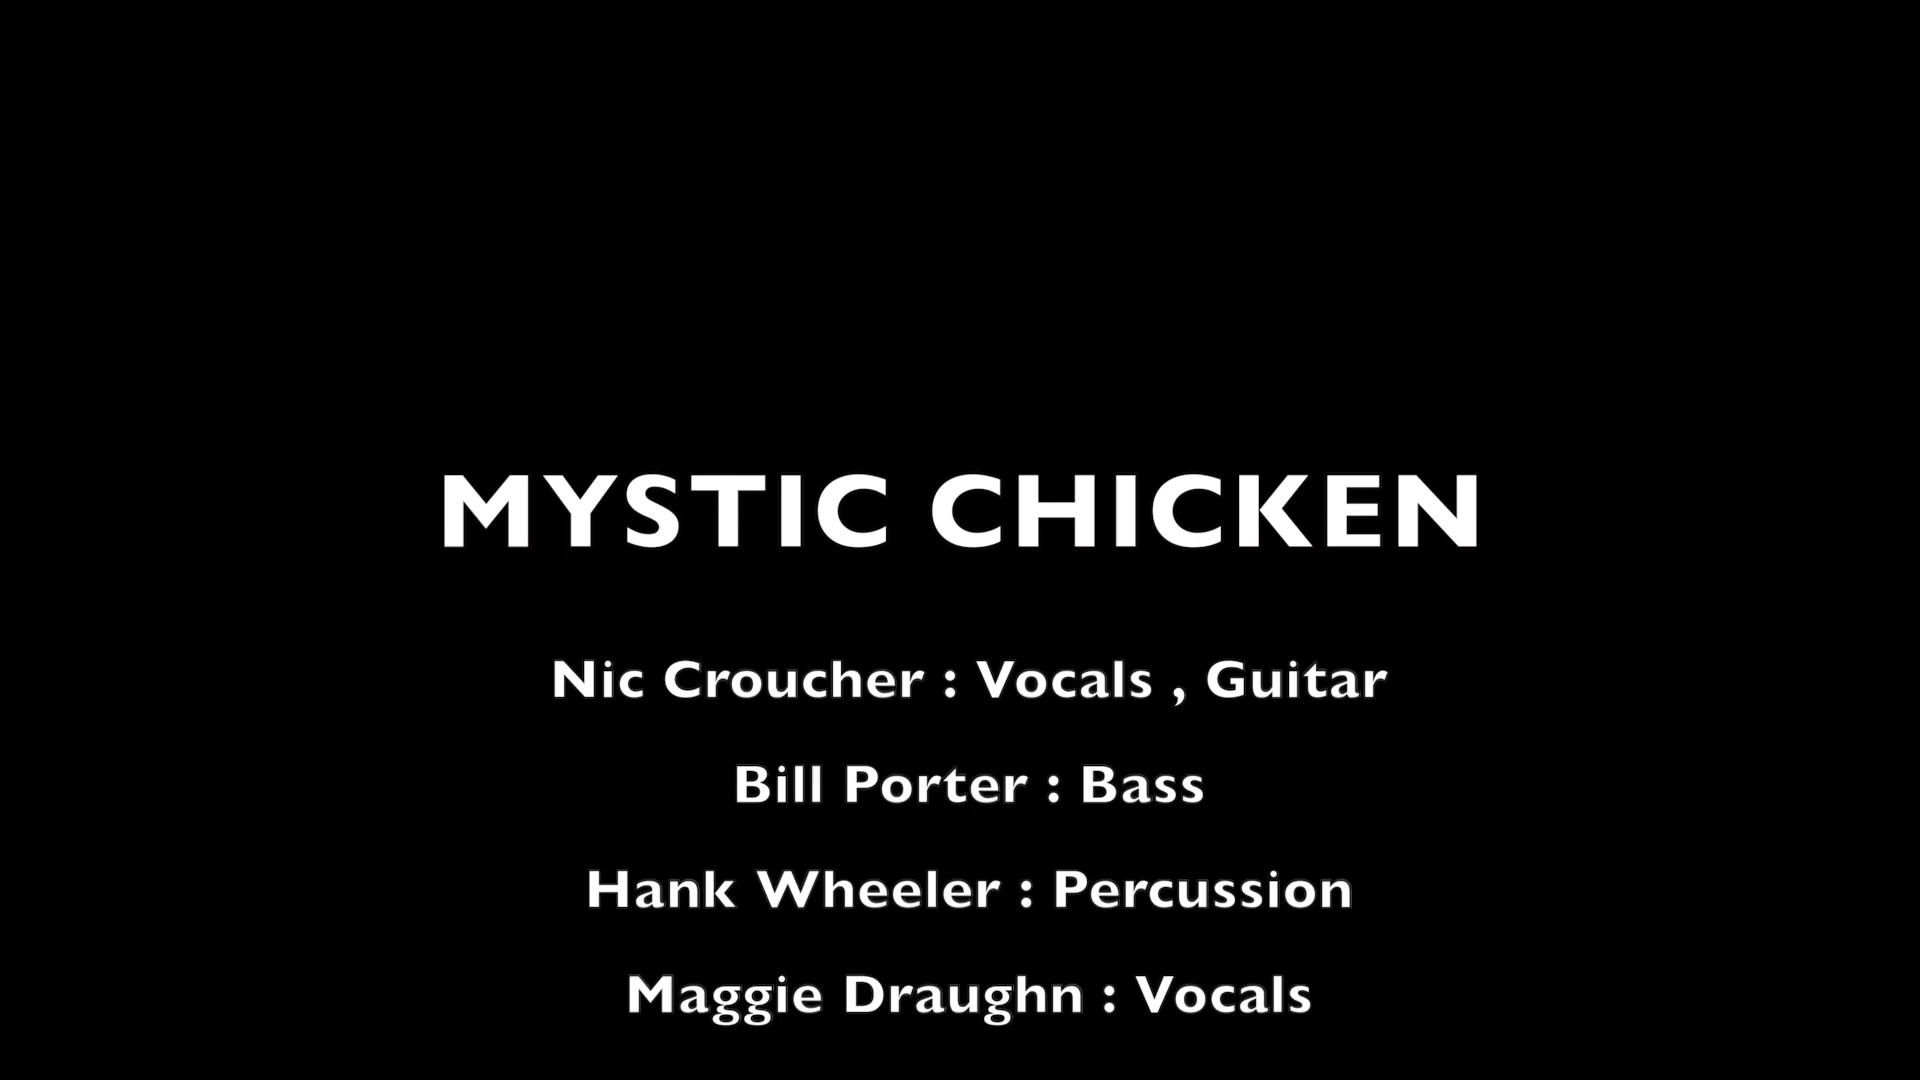 MYSTIC CHICKEN
Nic Croucher : Vocals , Guitar
Bill Porter : Bass
Hank Wheeler : Percussion
Maggie Draughn : Vocals